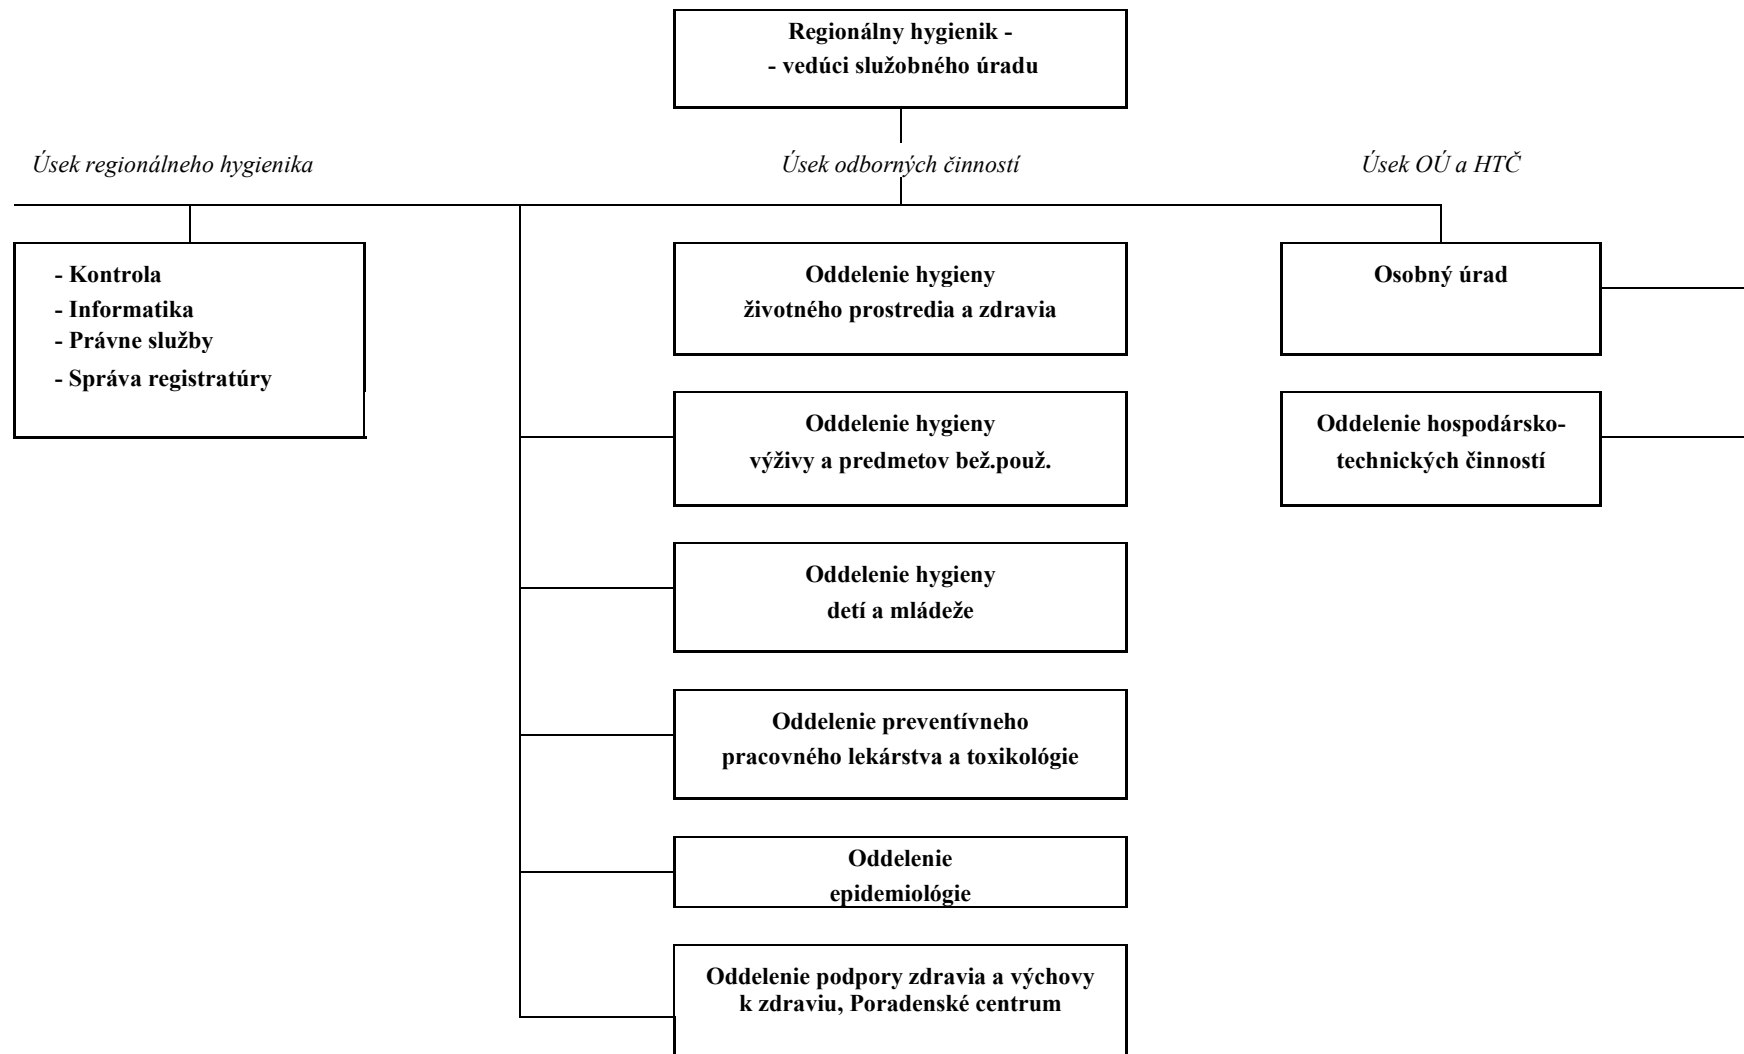 Regionálny hygienik -
- vedúci služobného úradu
Úsek regionálneho hygienika
Úsek odborných činností
Úsek OÚ a HTČ
- Kontrola
- Informatika
- Právne služby
- Správa registratúry
Oddelenie hygieny
životného prostredia a zdravia
Osobný úrad
Oddelenie hygieny
výživy a predmetov bež.použ.
Oddelenie hospodársko-
technických činností
Oddelenie hygieny
detí a mládeže
Oddelenie preventívneho
pracovného lekárstva a toxikológie
Oddelenie
epidemiológie
Oddelenie podpory zdravia a výchovy
k zdraviu, Poradenské centrum